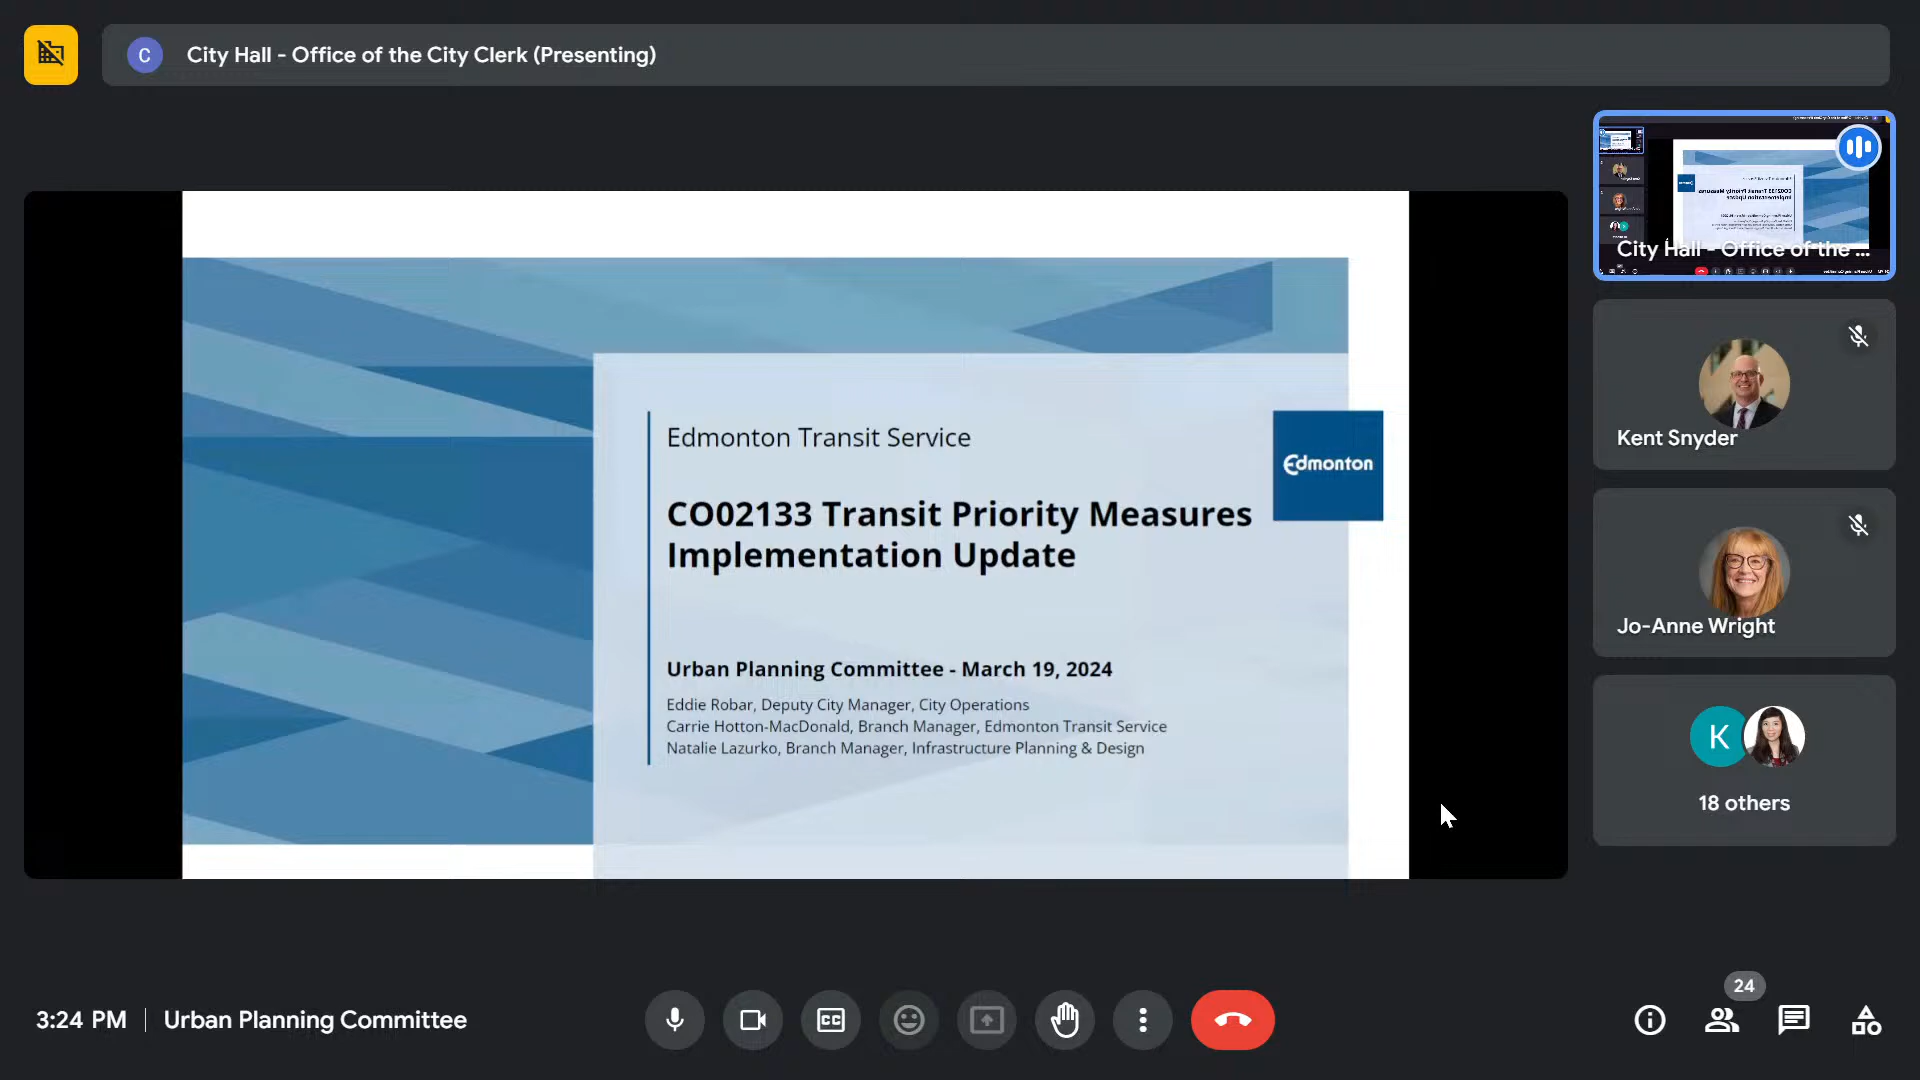 C
City Hall - Office of the City Clerk (Presenting)
Edmonton Transit Service
Edmonton
CO02133 Transit Priority Measures
Implementation Update
Urban Planning Committee - March 19, 2024
Eddie Robar, Deputy City Manager, City Operations
Carrie Hotton-MacDonald, Branch Manager, Edmonton Transit Service
Natalie Lazurko, Branch Manager, Infrastructure Planning & Design
City Hall - Office of the ...
Kent Snyder
Jo-Anne Wright
K
18 others
3:24 PM
Urban Planning Committee
CC
24